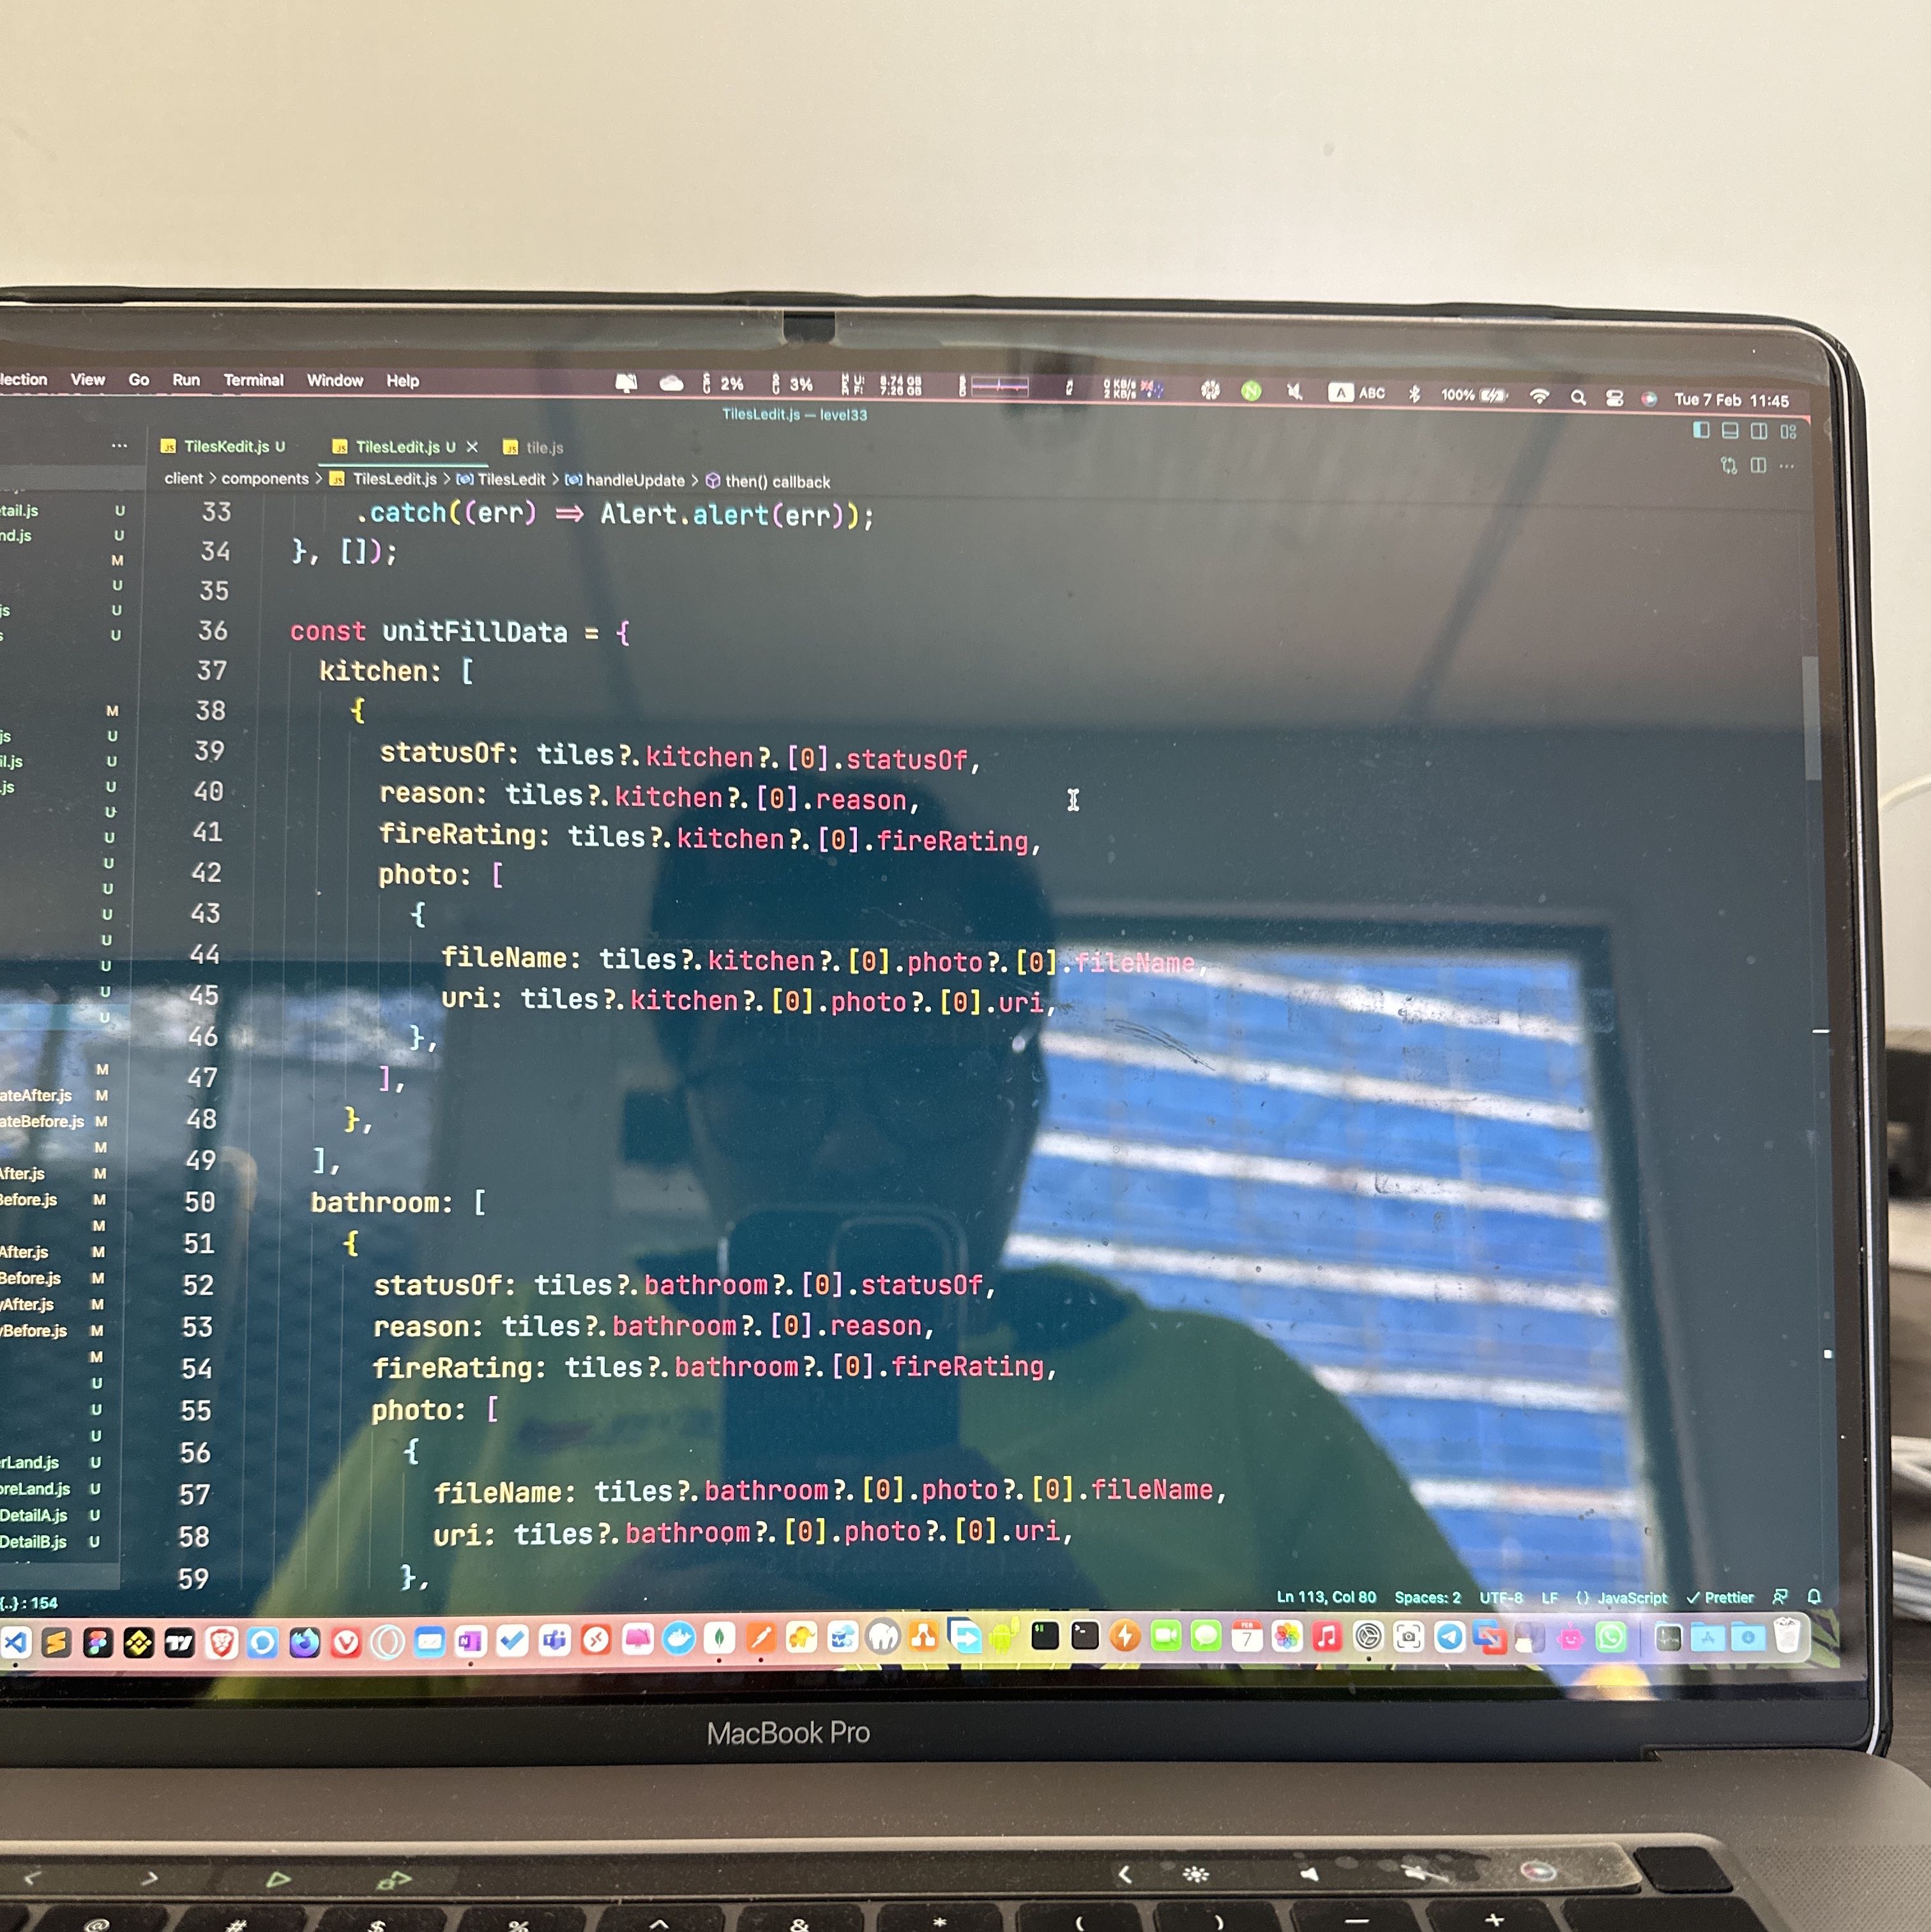 lection View Go Run Terminal Window Help 2% 3% U: 8.74 GB F: 7.26 GB 0 KB/s 2 KB/s A ABC 100% Tue 7 Feb 11:45
TilesLedit.js — level33
··· TilesKedit.js U TilesLedit.js U × tile.js
client > components > JS TilesLedit.js > TilesLedit > handleUpdate > then() callback
tail.js U
nd.js U
M
U
js U
s U
M
js U
il.js U
.js U
U
U
U
U
U
U
U
U
U
M
ateAfter.js M
ateBefore.js M
M
After.js M
Before.js M
M
After.js M
Before.js M
yAfter.js M
yBefore.js M
M
U
U
U
rLand.js U
oreLand.js U
DetailA.js U
DetailB.js U
33 .catch((err) ⇒ Alert.alert(err));
34 }, []);
35
36 const unitFillData = {
37 kitchen: [
38 {
39 statusOf: tiles?.kitchen?.[0].statusOf,
40 reason: tiles?.kitchen?.[0].reason,
41 fireRating: tiles?.kitchen?.[0].fireRating,
42 photo: [
43 {
44 fileName: tiles?.kitchen?.[0].photo?.[0].fileName,
45 uri: tiles?.kitchen?.[0].photo?.[0].uri,
46 },
47 ],
48 },
49 ],
50 bathroom: [
51 {
52 statusOf: tiles?.bathroom?.[0].statusOf,
53 reason: tiles?.bathroom?.[0].reason,
54 fireRating: tiles?.bathroom?.[0].fireRating,
55 photo: [
56 {
57 fileName: tiles?.bathroom?.[0].photo?.[0].fileName,
58 uri: tiles?.bathroom?.[0].photo?.[0].uri,
59 },
{..} : 154 Ln 113, Col 80 Spaces: 2 UTF-8 LF {} JavaScript ✓ Prettier
FEB
7
MacBook Pro
@ # $ % ^ & * ( ) — +